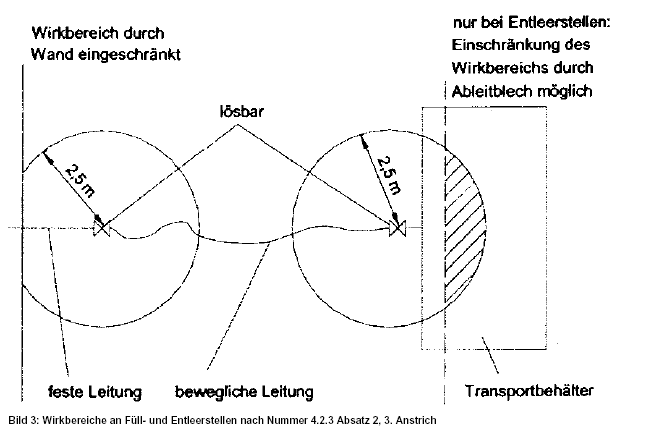 Wirkbereich durch
Wand eingeschränkt
nur bei Entleerstellen:
Einschränkung des
Wirkbereichs durch
Ableitblech möglich
lösbar
2,5 m
2,5 m
feste Leitung
bewegliche Leitung
Transportbehälter
Bild 3: Wirkbereiche an Füll- und Entleerstellen nach Nummer 4.2.3 Absatz 2, 3. Anstrich